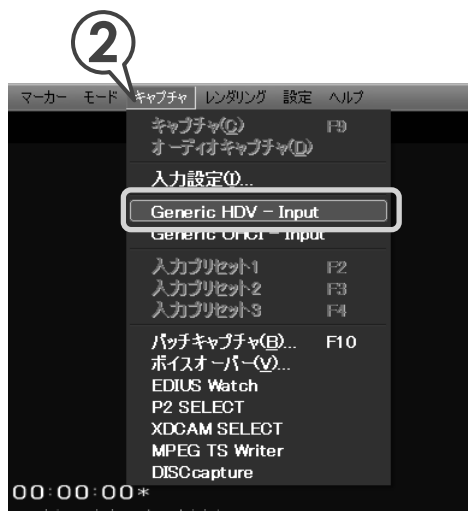 2
マーカー モード キャプチャ レンダリング 設定 ヘルプ
キャプチャ(C) F9
オーディオキャプチャ(D)
入力設定(I)...
Generic HDV - Input
Generic OHCI - Input
入力プリセット1 F2
入力プリセット2 F3
入力プリセット3 F4
バッチキャプチャ(B)... F10
ボイスオーバー(V)...
EDIUS Watch
P2 SELECT
XDCAM SELECT
MPEG TS Writer
DISCcapture
00:00:00*